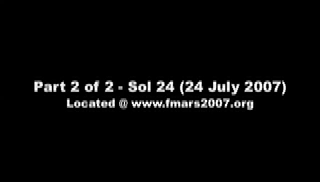 Part 2 of 2 - Sol 24 (24 July 2007)
Located @ www.fmars2007.org